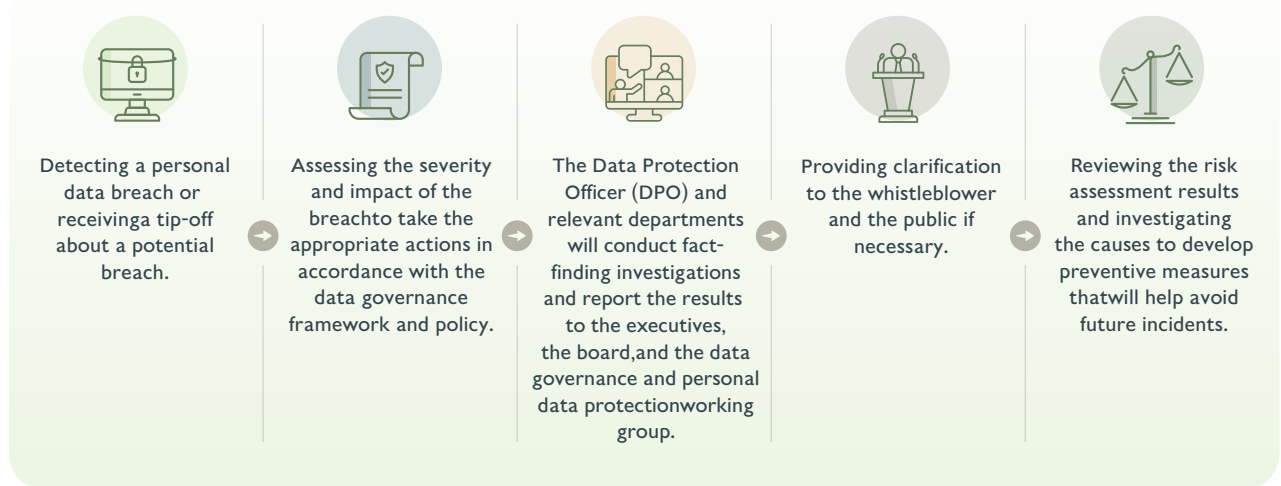 Detecting a personal
data breach or
receivinga tip-off
about a potential
breach.
Assessing the severity
and impact of the
breachto take the
appropriate actions in
accordance with the
data governance
framework and policy.
The Data Protection
Officer (DPO) and
relevant departments
will conduct fact-
finding investigations
and report the results
to the executives,
the board,and the data
governance and personal
data protectionworking
group.
Providing clarification
to the whistleblower
and the public if
necessary.
Reviewing the risk
assessment results
and investigating
the causes to develop
preventive measures
thatwill help avoid
future incidents.